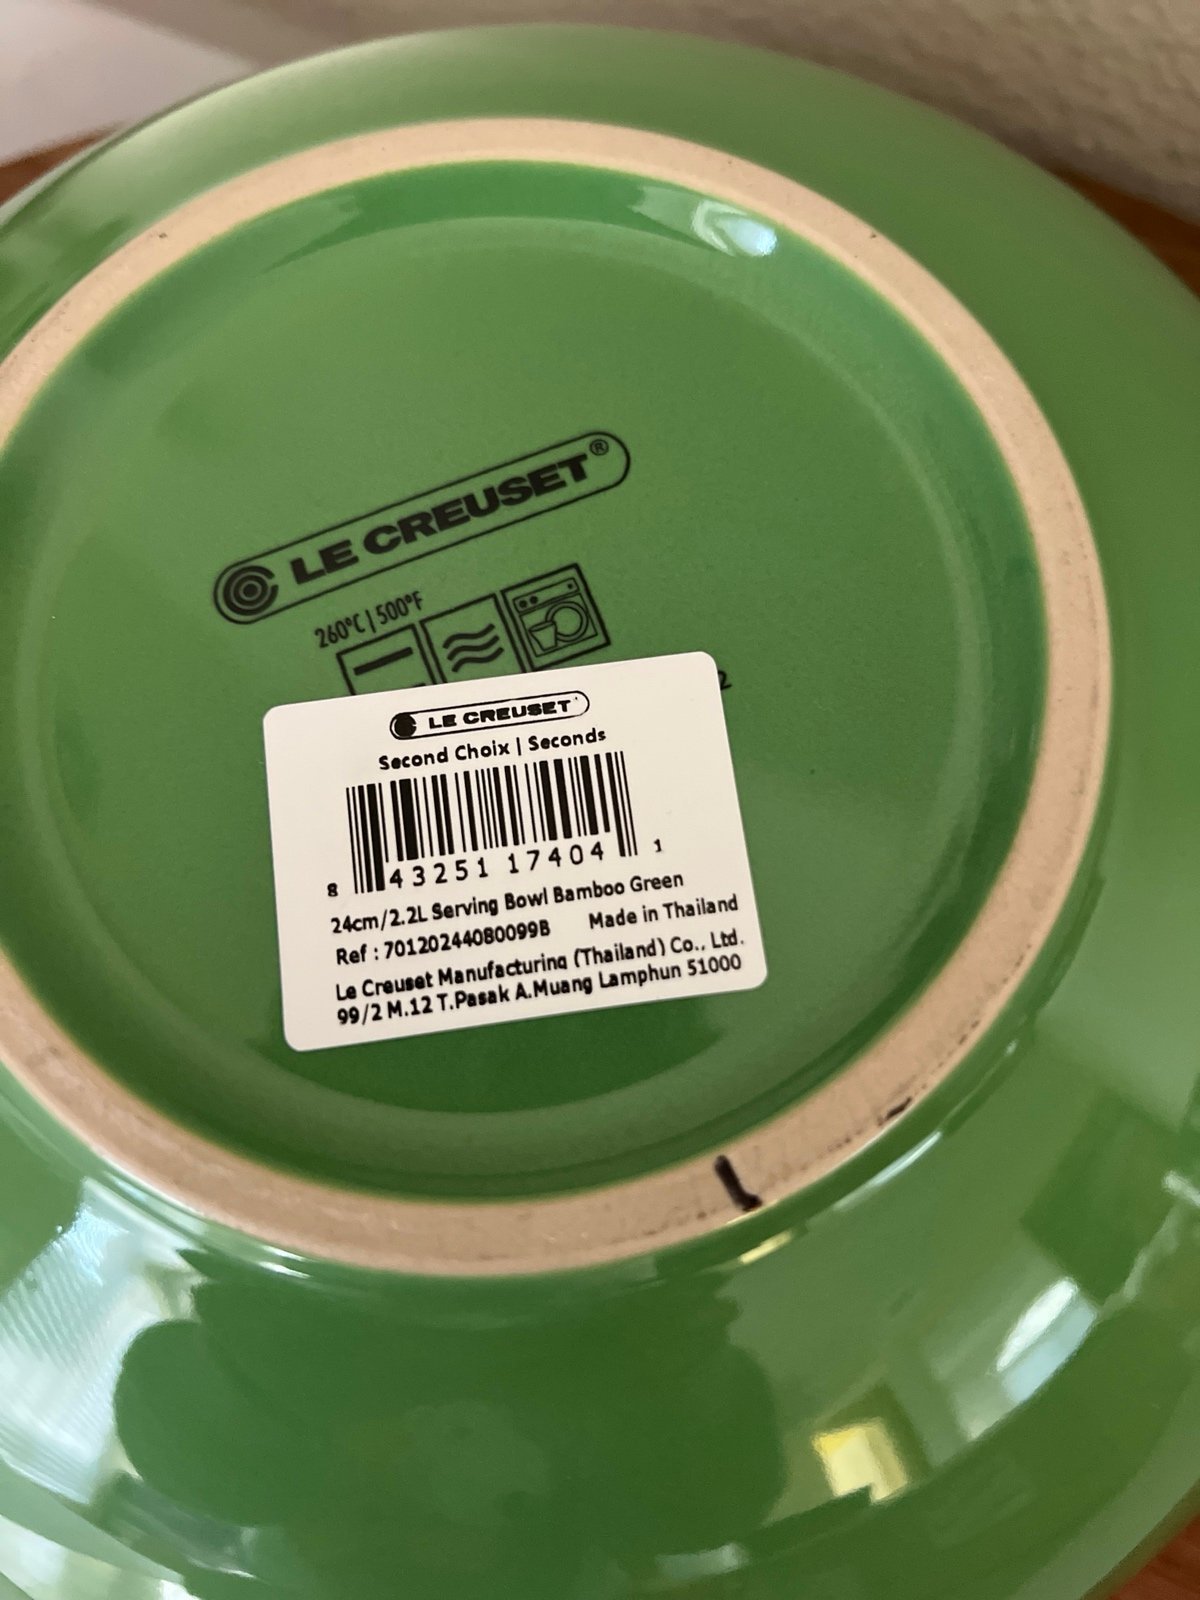 LE CREUSET®
260°C | 500°F
2
LE CREUSET
Second Choix | Seconds
8 43251 17404 1
24cm/2.2L Serving Bowl Bamboo Green
Ref : 70120244080099B Made in Thailand
Le Creuset Manufacturing (Thailand) Co., Ltd.
99/2 M.12 T.Pasak A.Muang Lamphun 51000